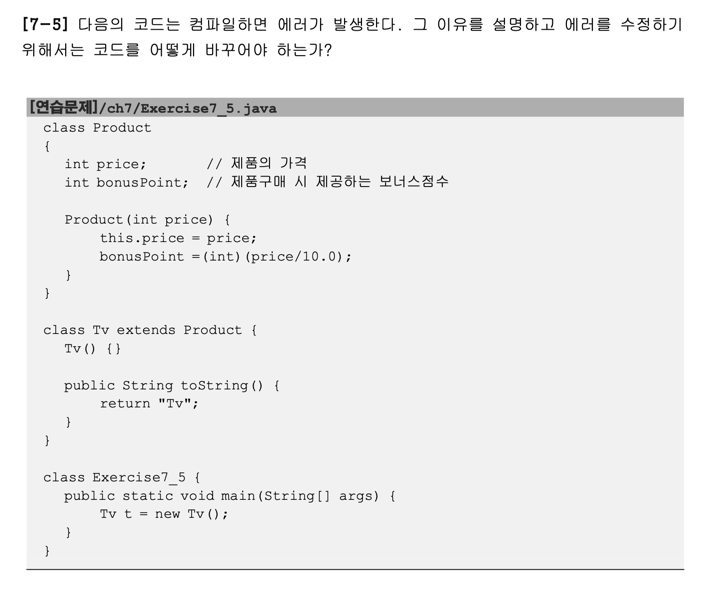 [7-5] 다음의 코드는 컴파일하면 에러가 발생한다. 그 이유를 설명하고 에러를 수정하기
위해서는 코드를 어떻게 바꾸어야 하는가?
[연습문제]/ch7/Exercise7_5.java
class Product
{
int price; // 제품의 가격
int bonusPoint; // 제품구매 시 제공하는 보너스점수
Product(int price) {
this.price = price;
bonusPoint =(int)(price/10.0);
}
}
class Tv extends Product {
Tv() {}
public String toString() {
return "Tv";
}
}
class Exercise7_5 {
public static void main(String[] args) {
Tv t = new Tv();
}
}